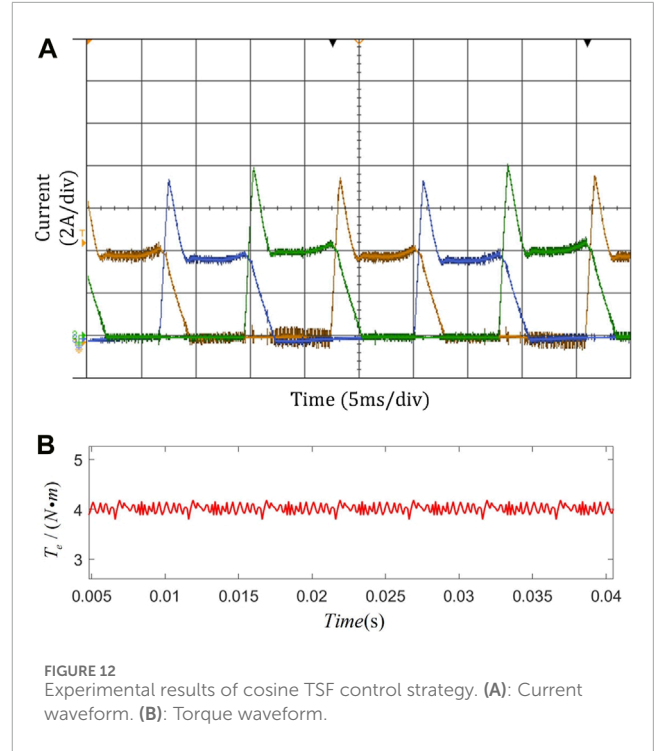 A
Current
(2A/div)
Time (5ms/div)
B
5
4
3
T_e / (N•m)
0.005 0.01 0.015 0.02 0.025 0.03 0.035 0.04
Time(s)
FIGURE 12
Experimental results of cosine TSF control strategy. (A): Current
waveform. (B): Torque waveform.